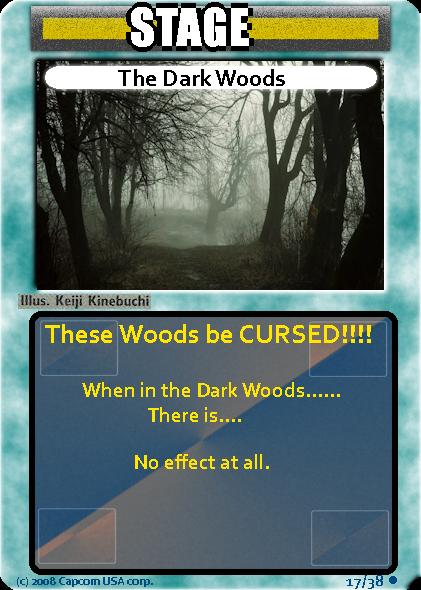 STAGE
The Dark Woods
Illus. Keiji Kinebuchi
These Woods be CURSED!!!!
When in the Dark Woods......
There is....
No effect at all.
(c) 2008 Capcom USA corp.
17/38 ●